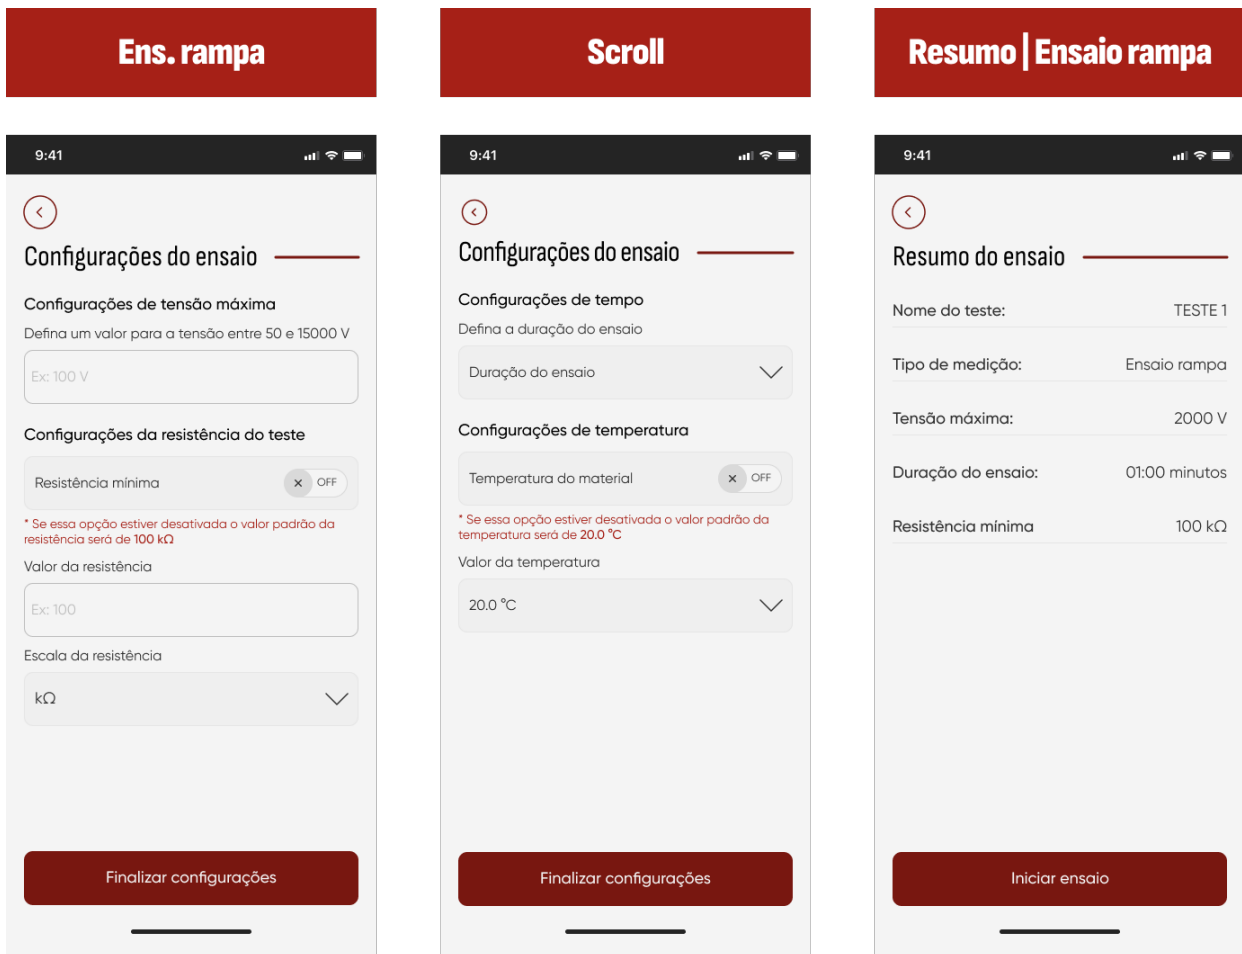 Ens. rampa
9:41
Configurações do ensaio
Configurações de tensão máxima
Defina um valor para a tensão entre 50 e 15000 V
Ex: 100 V
Configurações da resistência do teste
Resistência mínima
OFF
* Se essa opção estiver desativada o valor padrão da
resistência será de 100 kΩ
Valor da resistência
Ex: 100
Escala da resistência
kΩ
Finalizar configurações
Scroll
9:41
Configurações do ensaio
Configurações de tempo
Defina a duração do ensaio
Duração do ensaio
Configurações de temperatura
Temperatura do material
OFF
* Se essa opção estiver desativada o valor padrão da
temperatura será de 20.0 °C
Valor da temperatura
20.0 °C
Finalizar configurações
Resumo | Ensaio rampa
9:41
Resumo do ensaio
Nome do teste: TESTE 1
Tipo de medição: Ensaio rampa
Tensão máxima: 2000 V
Duração do ensaio: 01:00 minutos
Resistência mínima 100 kΩ
Iniciar ensaio